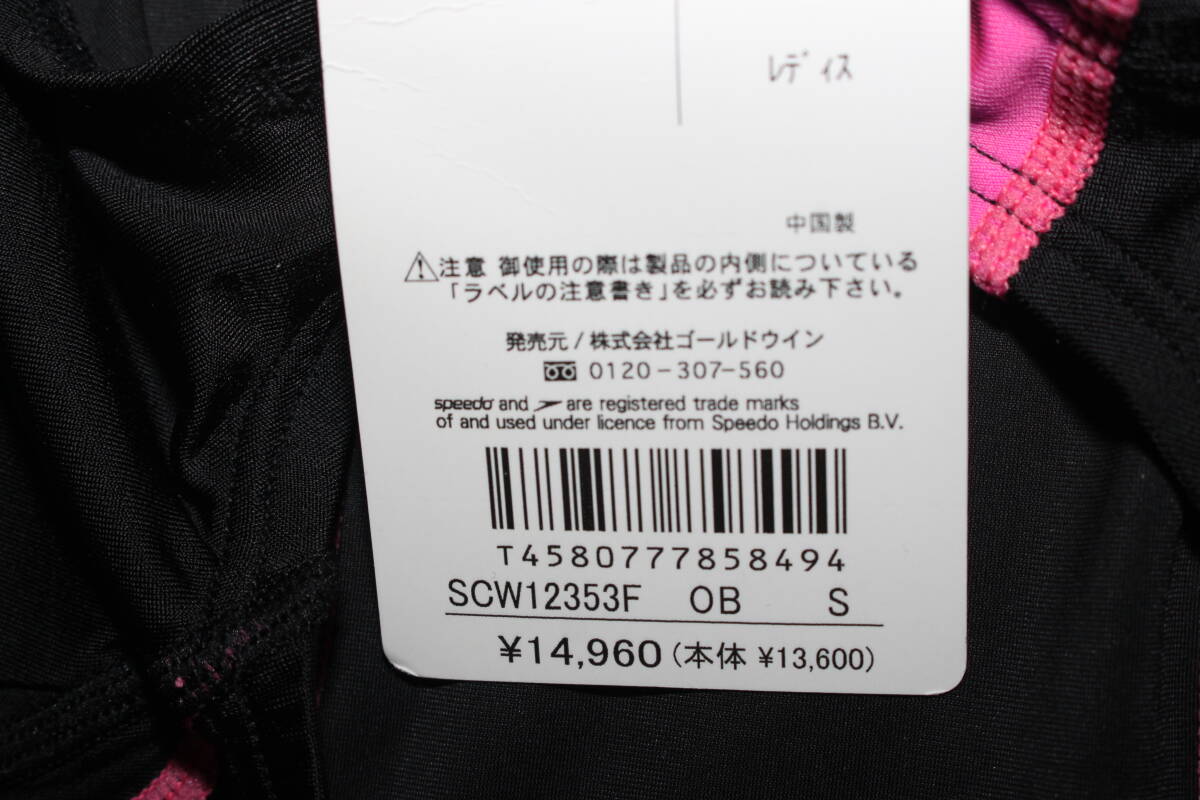 ﾚﾃﾞｨｽ
中国製
⚠注意 御使用の際は製品の内側についている
「ラベルの注意書き」を必ずお読み下さい。
発売元/株式会社ゴールドウイン
0120-307-560
speedo and are registered trade marks
of and used under licence from Speedo Holdings B.V.
T4580777858494
SCW12353F OB S
¥14,960(本体 ¥13,600)